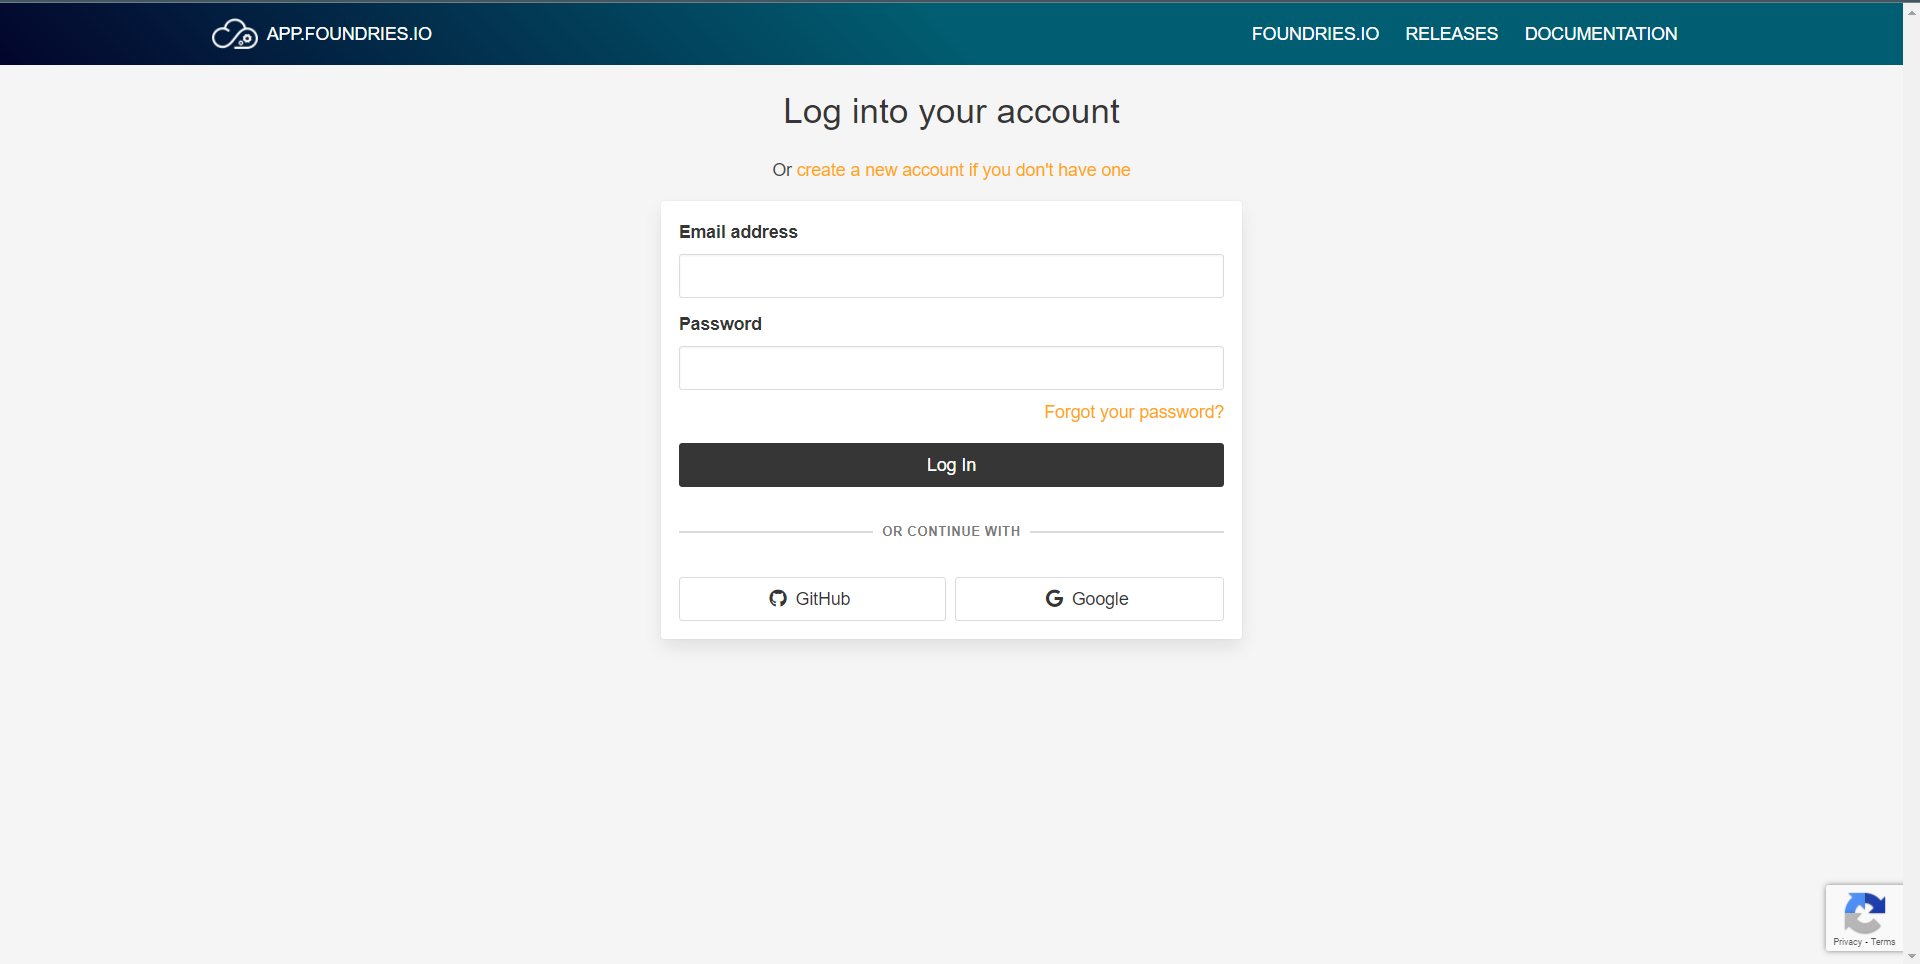 APP.FOUNDRIES.IO FOUNDRIES.IO RELEASES DOCUMENTATION
Log into your account
Or create a new account if you don't have one
Email address
Password
Forgot your password?
Log In
OR CONTINUE WITH
GitHub Google
Privacy - Terms